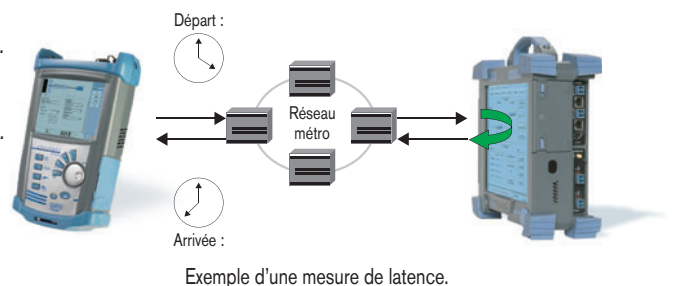 Départ :
Réseau
métro
Arrivée :
Exemple d'une mesure de latence.